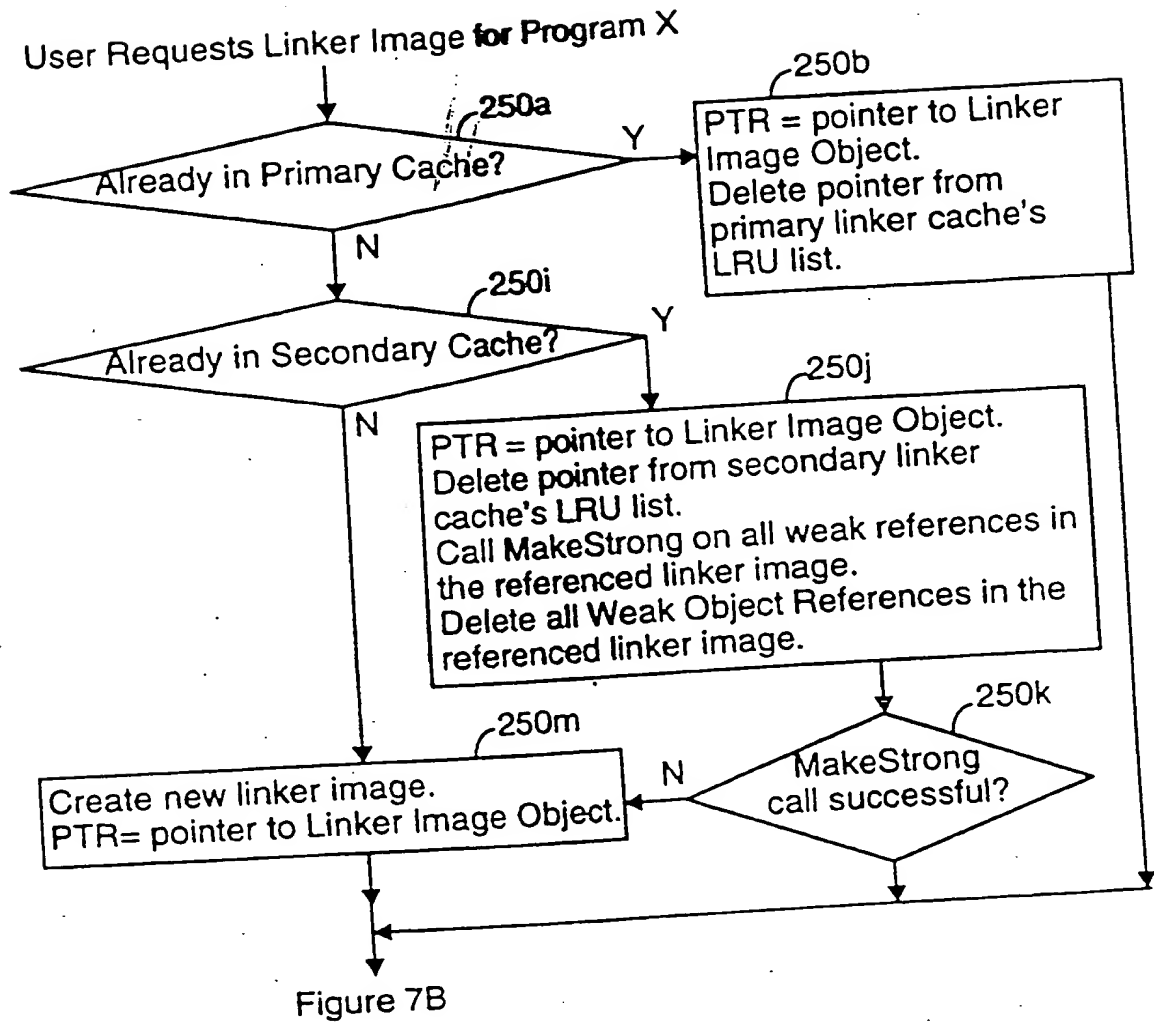 User Requests Linker Image for Program X
250a
Already in Primary Cache?
Y
N
250b
PTR = pointer to Linker
Image Object.
Delete pointer from
primary linker cache's
LRU list.
250i
Already in Secondary Cache?
Y
N
250j
PTR = pointer to Linker Image Object.
Delete pointer from secondary linker
cache's LRU list.
Call MakeStrong on all weak references in
the referenced linker image.
Delete all Weak Object References in the
referenced linker image.
250k
MakeStrong
call successful?
N
250m
Create new linker image.
PTR= pointer to Linker Image Object.
Figure 7B